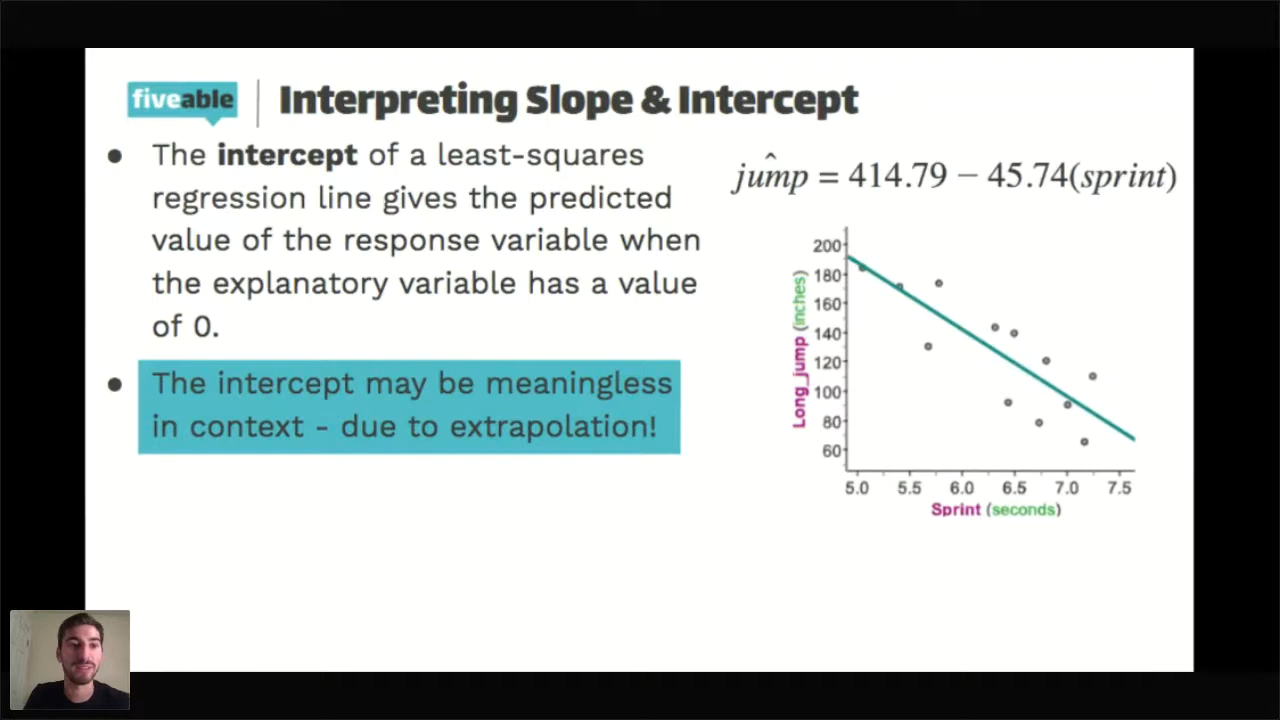 fiveable
Interpreting Slope & Intercept
● The intercept of a least-squares
regression line gives the predicted
value of the response variable when
the explanatory variable has a value
of 0.
● The intercept may be meaningless
in context - due to extrapolation!
jum̂p = 414.79 − 45.74(sprint)
Long_jump (inches)
200
180
160
140
120
100
80
60
5.0 5.5 6.0 6.5 7.0 7.5
Sprint (seconds)